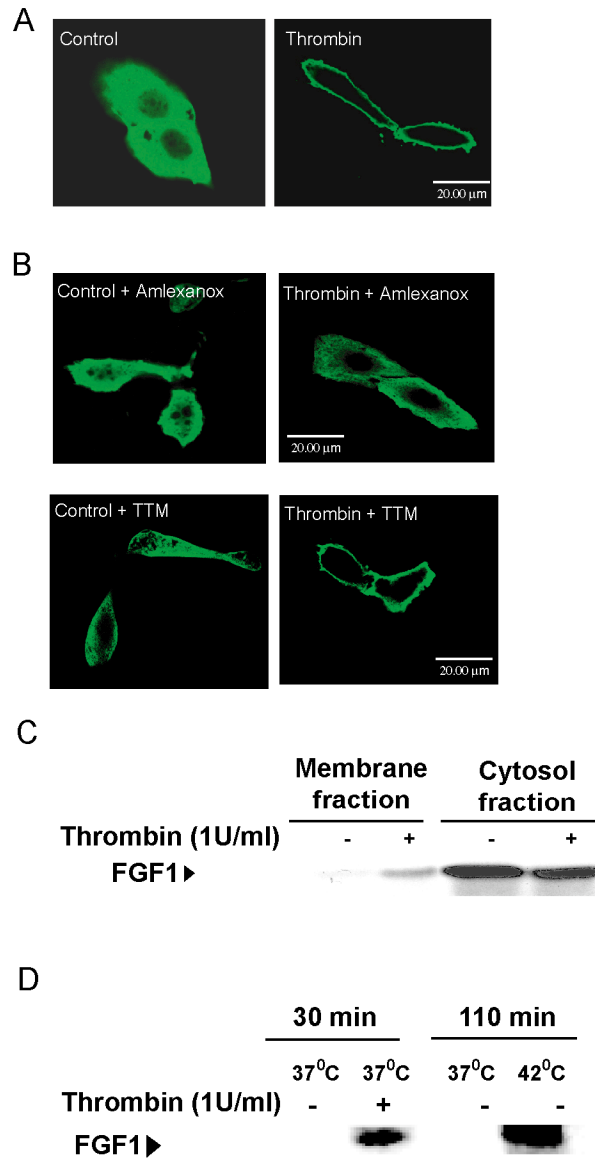 A
Control
Thrombin
20.00 µm
B
Control + Amlexanox
Thrombin + Amlexanox
20.00 µm
Control + TTM
Thrombin + TTM
20.00 µm
C
Membrane fraction
Cytosol fraction
Thrombin (1U/ml) - + - +
FGF1
D
30 min 110 min
37⁰C 37⁰C 37⁰C 42⁰C
Thrombin (1U/ml) - + - -
FGF1